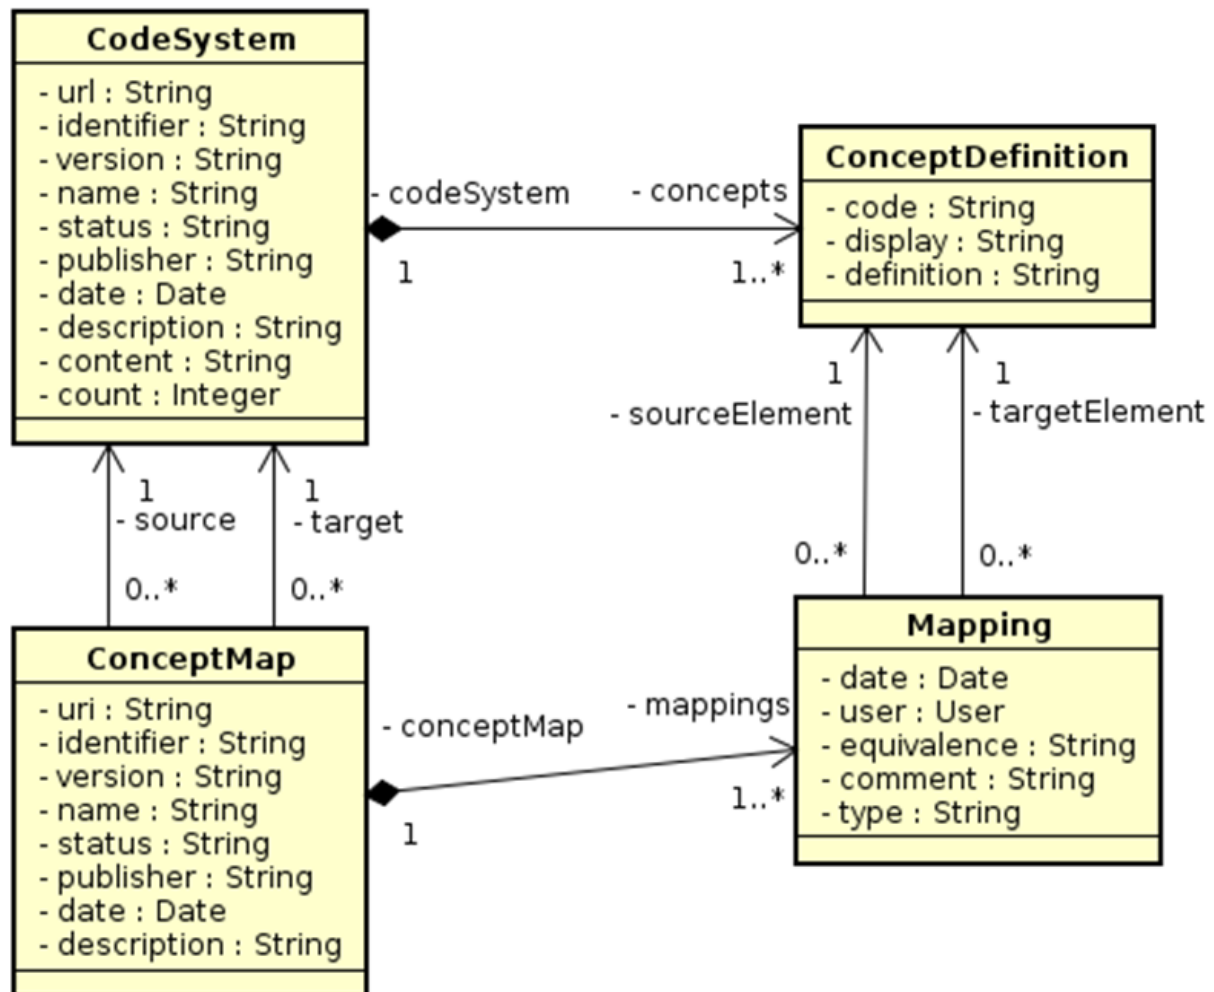 CodeSystem
- url : String
- identifier : String
- version : String
- name : String
- status : String
- publisher : String
- date : Date
- description : String
- content : String
- count : Integer
- codeSystem
- concepts
1
1..*
ConceptDefinition
- code : String
- display : String
- definition : String
1
- source
0..*
1
- target
0..*
1
- sourceElement
0..*
1
- targetElement
0..*
ConceptMap
- uri : String
- identifier : String
- version : String
- name : String
- status : String
- publisher : String
- date : Date
- description : String
- conceptMap
- mappings
1
1..*
Mapping
- date : Date
- user : User
- equivalence : String
- comment : String
- type : String